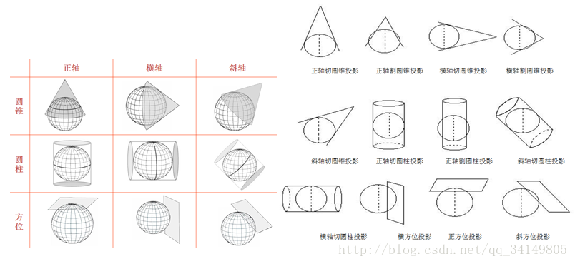 正轴 横轴 斜轴
圆锥
圆柱
方位
正轴切圆锥投影 正轴割圆锥投影 横轴切圆锥投影 横轴割圆锥投影
斜轴切圆锥投影 正轴切圆柱投影 正轴割圆柱投影 斜轴切圆柱投影
横轴切圆柱投影 横方位投影 正方位投影 斜方位投影
http://blog.csdn.net/qq_34149805